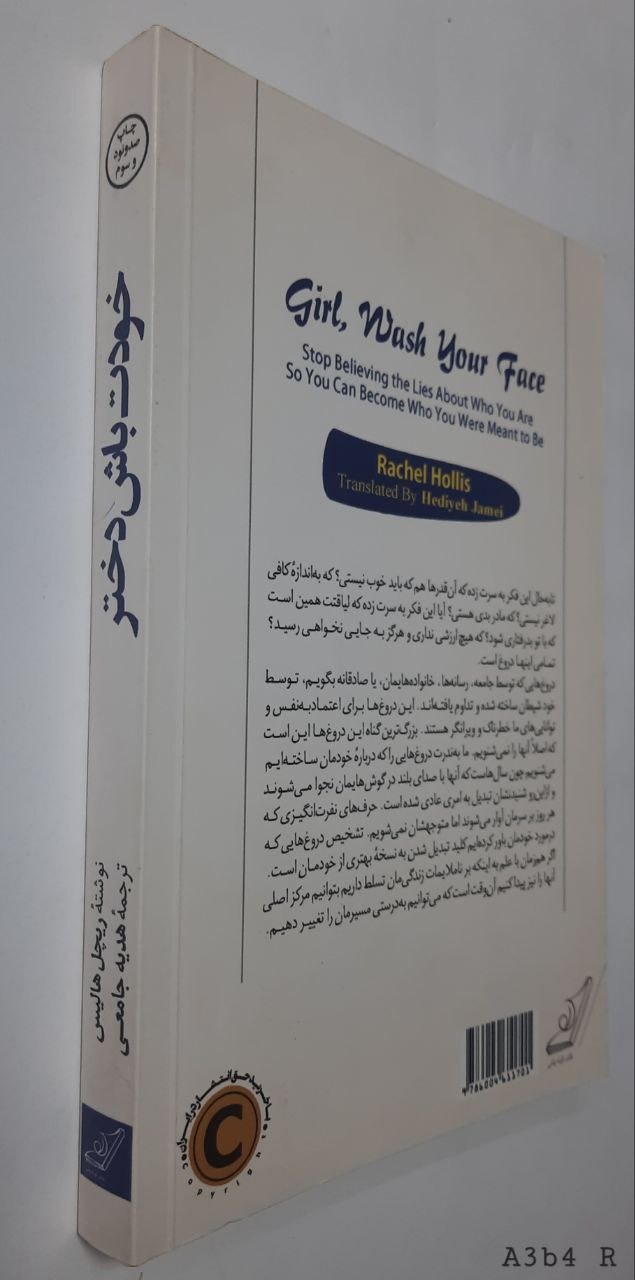 چاپ
صدونود
و سوم
خودت باش دختر
نوشتهٔ ریچل هالیس
ترجمهٔ هدیه جامعی
Girl, Wash Your Face
Stop Believing the Lies About Who You Are
So You Can Become Who You Were Meant to Be
Rachel Hollis
Translated By Hediyeh Jamei
تابه‌حال این فکر به سرت زده که آن‌قدرها هم که باید خوب نیستی؟ که به‌اندازهٔ کافی
لاغر نیستی؟ که مادر بدی هستی؟ آیا این فکر به سرت زده که لیاقتت همین است
که با تو بدرفتاری شود؟ که هیچ ارزشی نداری و هرگز به جایی نخواهی رسید؟
تمامی اینها دروغ است.
دروغ‌هایی که توسط جامعه، رسانه‌ها، خانواده‌هایمان، یا صادقانه بگویم، توسط
خود شیطان ساخته شده و تداوم یافته‌اند. این دروغ‌ها برای اعتمادبه‌نفس و
توانایی‌های ما خطرناک و ویرانگر هستند. بزرگ‌ترین گناه این دروغ‌ها این است
که اصلاً آنها را نمی‌شنویم. ما به‌ندرت دروغ‌هایی را که دربارهٔ خودمان ساخته‌ایم
می‌شنویم چون سال‌هاست که آنها با صدای بلند در گوش‌هایمان نجوا می‌شوند
و ازاین‌رو شنیدنشان تبدیل به امری عادی شده است. حرف‌های نفرت‌انگیزی که
هر روز بر سرمان آوار می‌شوند اما متوجهشان نمی‌شویم. تشخیص دروغ‌هایی که
درمورد خودمان باور کرده‌ایم کلید تبدیل شدن به نسخهٔ بهتری از خودمان است.
اگر هم‌زمان با علم به اینکه بر ناملایمات زندگی‌مان تسلط داریم بتوانیم مرکز اصلی
آنها را نیز پیدا کنیم آن‌وقت است که می‌توانیم به‌درستی مسیرمان را تغییر دهیم.
با خرید حق انتشار در ایران
C
copyright
9786004611701
A3b4 R